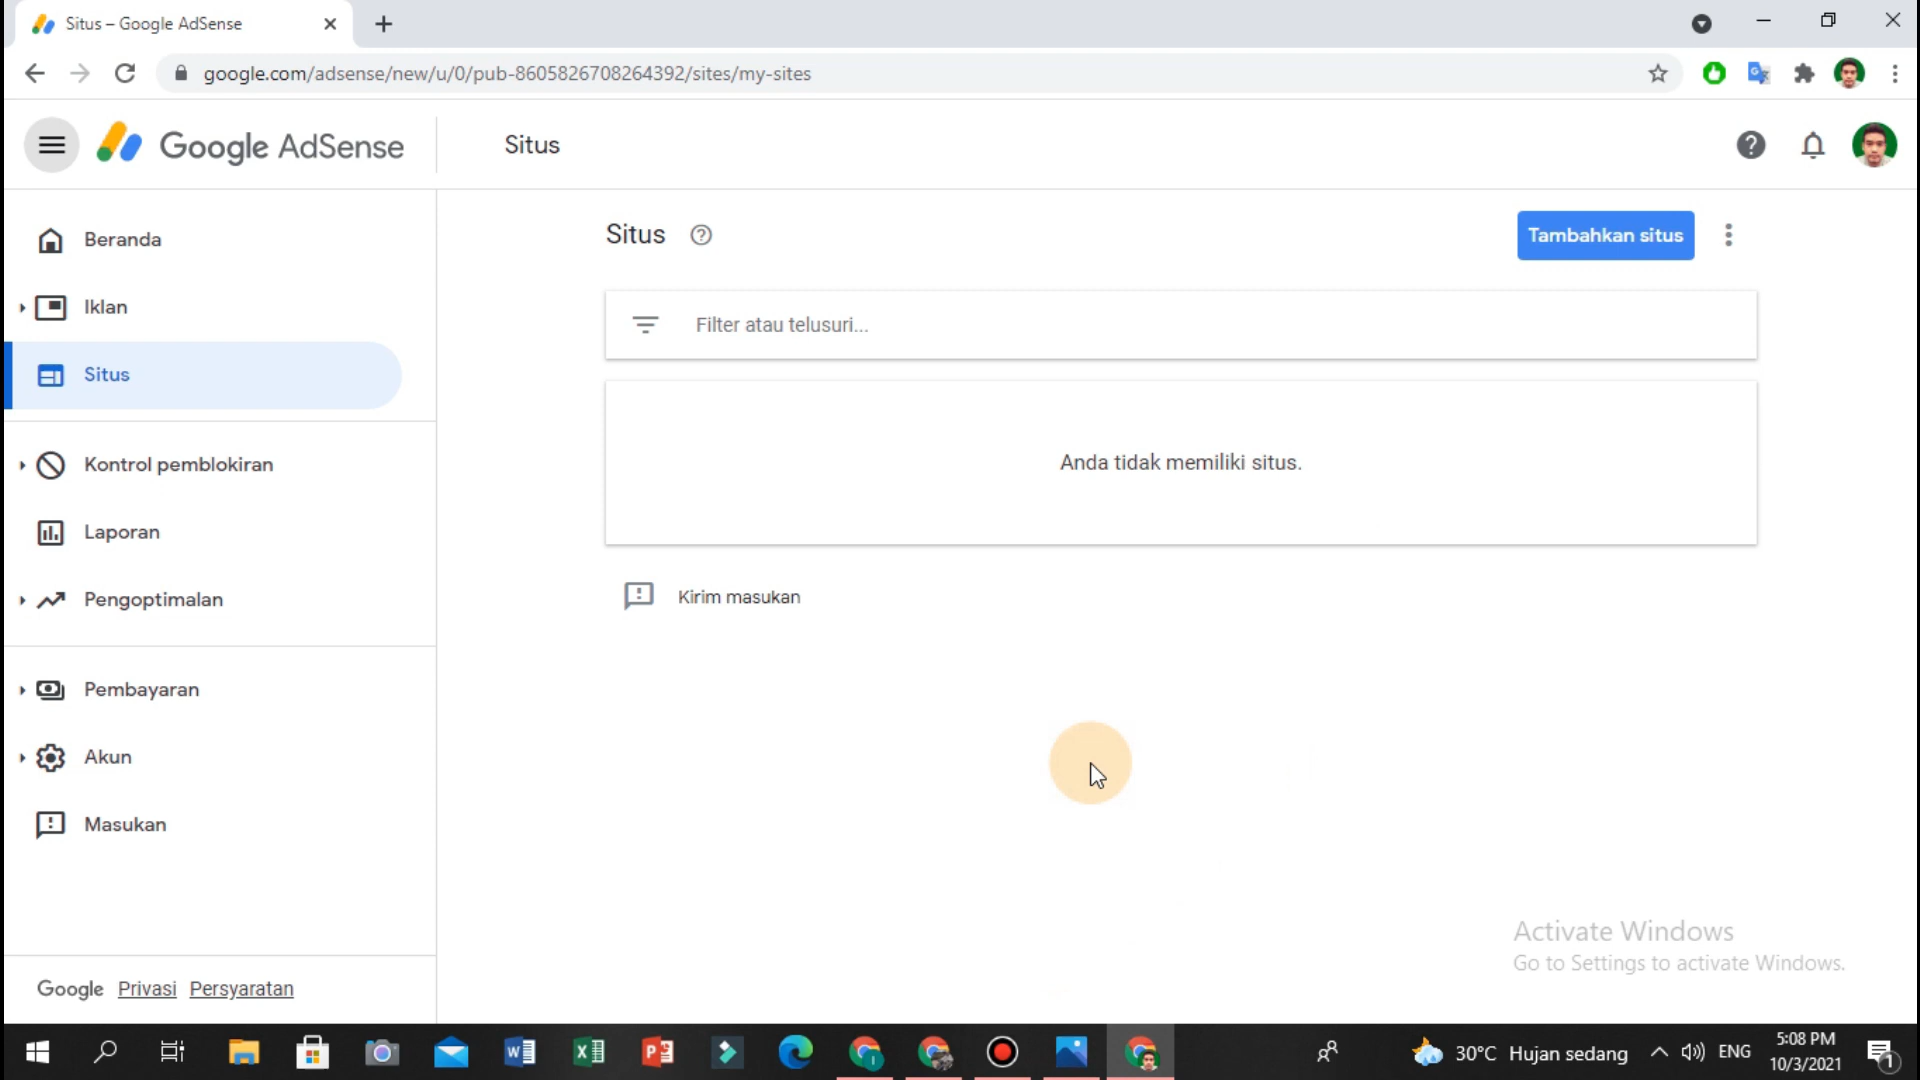 Situs – Google AdSense
google.com/adsense/new/u/0/pub-8605826708264392/sites/my-sites
Google AdSense
Situs
Beranda
Iklan
Situs
Kontrol pemblokiran
Laporan
Pengoptimalan
Pembayaran
Akun
Masukan
Google Privasi Persyaratan
Situs
Tambahkan situs
Filter atau telusuri...
Anda tidak memiliki situs.
Kirim masukan
Activate Windows
Go to Settings to activate Windows.
30°C Hujan sedang
ENG
5:08 PM
10/3/2021
1